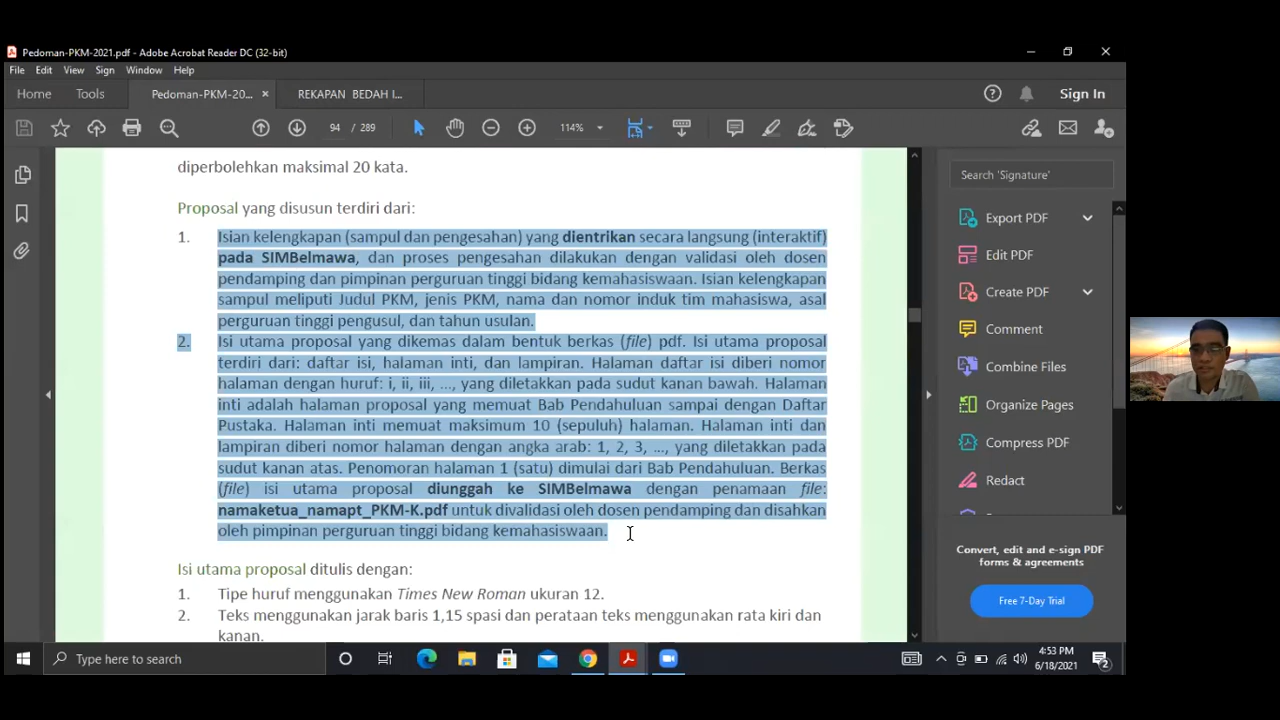 Pedoman-PKM-2021.pdf - Adobe Acrobat Reader DC (32-bit)
File Edit View Sign Window Help
Home Tools Pedoman-PKM-20... × REKAPAN BEDAH I... Sign In
94 / 289 114%
diperbolehkan maksimal 20 kata.
Proposal yang disusun terdiri dari:
1. Isian kelengkapan (sampul dan pengesahan) yang dientrikan secara langsung (interaktif)
pada SIMBelmawa, dan proses pengesahan dilakukan dengan validasi oleh dosen
pendamping dan pimpinan perguruan tinggi bidang kemahasiswaan. Isian kelengkapan
sampul meliputi Judul PKM, jenis PKM, nama dan nomor induk tim mahasiswa, asal
perguruan tinggi pengusul, dan tahun usulan.
2. Isi utama proposal yang dikemas dalam bentuk berkas (file) pdf. Isi utama proposal
terdiri dari: daftar isi, halaman inti, dan lampiran. Halaman daftar isi diberi nomor
halaman dengan huruf: i, ii, iii, ..., yang diletakkan pada sudut kanan bawah. Halaman
inti adalah halaman proposal yang memuat Bab Pendahuluan sampai dengan Daftar
Pustaka. Halaman inti memuat maksimum 10 (sepuluh) halaman. Halaman inti dan
lampiran diberi nomor halaman dengan angka arab: 1, 2, 3, ..., yang diletakkan pada
sudut kanan atas. Penomoran halaman 1 (satu) dimulai dari Bab Pendahuluan. Berkas
(file) isi utama proposal diunggah ke SIMBelmawa dengan penamaan file:
namaketua_namapt_PKM-K.pdf untuk divalidasi oleh dosen pendamping dan disahkan
oleh pimpinan perguruan tinggi bidang kemahasiswaan.
Isi utama proposal ditulis dengan:
1. Tipe huruf menggunakan Times New Roman ukuran 12.
2. Teks menggunakan jarak baris 1,15 spasi dan perataan teks menggunakan rata kiri dan
kanan.
Search 'Signature'
Export PDF
Edit PDF
Create PDF
Comment
Combine Files
Organize Pages
Compress PDF
Redact
Convert, edit and e-sign PDF
forms & agreements
Free 7-Day Trial
Type here to search
4:53 PM
6/18/2021
2